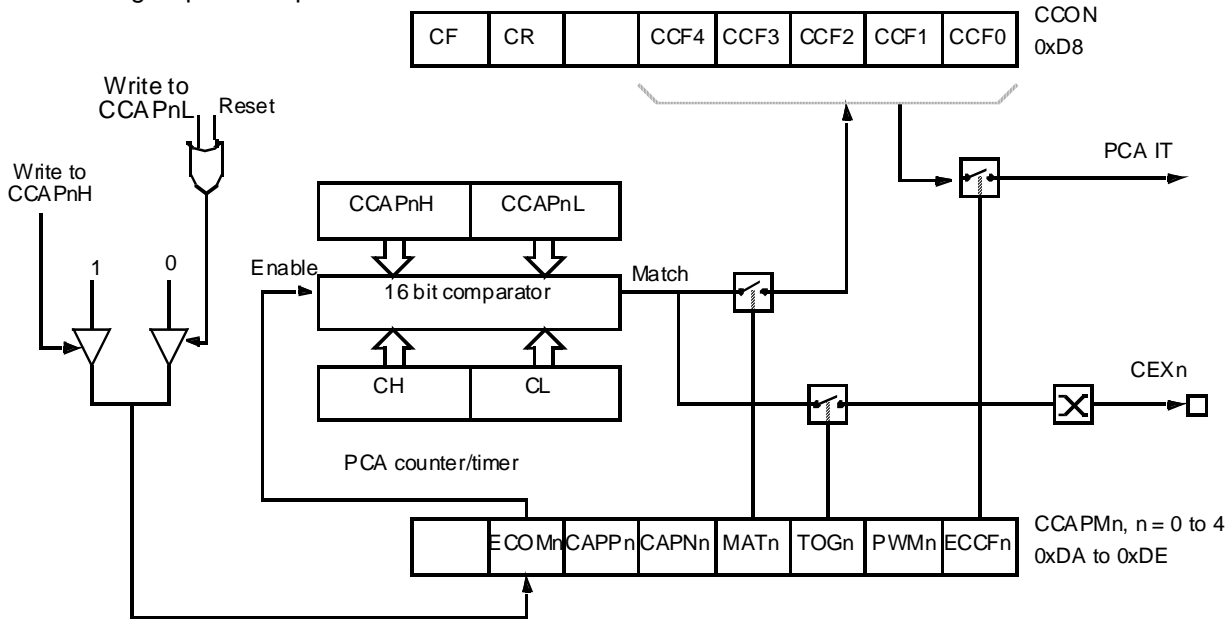 CF CR CCF4 CCF3 CCF2 CCF1 CCF0
CCON
0xD8
Write to
CCAPnL
Reset
Write to
CCAPnH
PCA IT
CCAPnH CCAPnL
1
0
Enable
16 bit comparator
Match
CH CL
CEXn
PCA counter/timer
ECOMn CAPPn CAPNn MATn TOGn PWMn ECCFn
CCAPMn, n = 0 to 4
0xDA to 0xDE